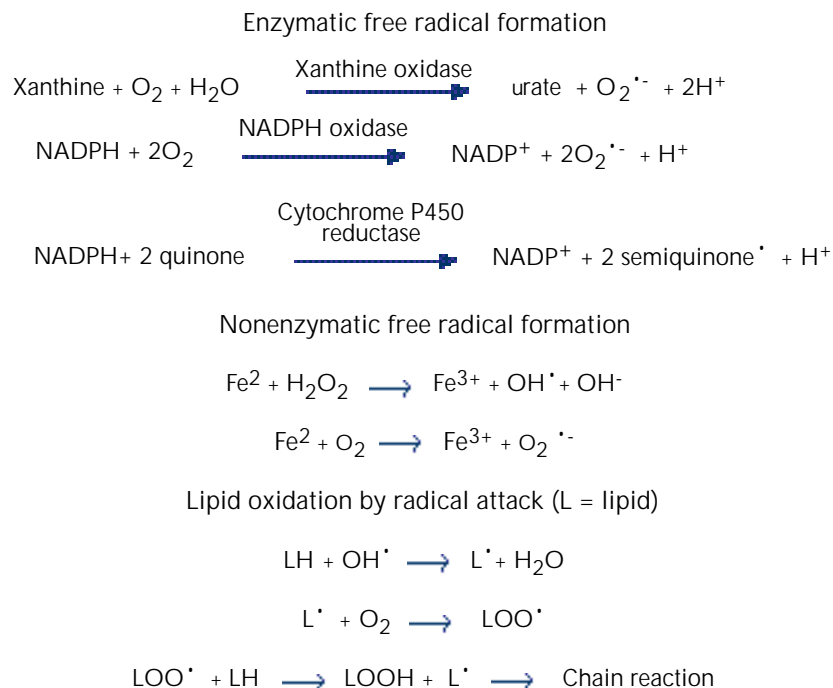 Enzymatic free radical formation
Xanthine oxidase
Xanthine + O₂ + H₂O → urate + O₂˙⁻ + 2H⁺
NADPH oxidase
NADPH + 2O₂ → NADP⁺ + 2O₂˙⁻ + H⁺
Cytochrome P450
reductase
NADPH+ 2 quinone → NADP⁺ + 2 semiquinone˙ + H⁺
Nonenzymatic free radical formation
Fe² + H₂O₂ → Fe³⁺ + OH˙ + OH⁻
Fe² + O₂ → Fe³⁺ + O₂˙⁻
Lipid oxidation by radical attack (L = lipid)
LH + OH˙ → L˙ + H₂O
L˙ + O₂ → LOO˙
LOO˙ + LH → LOOH + L˙ → Chain reaction